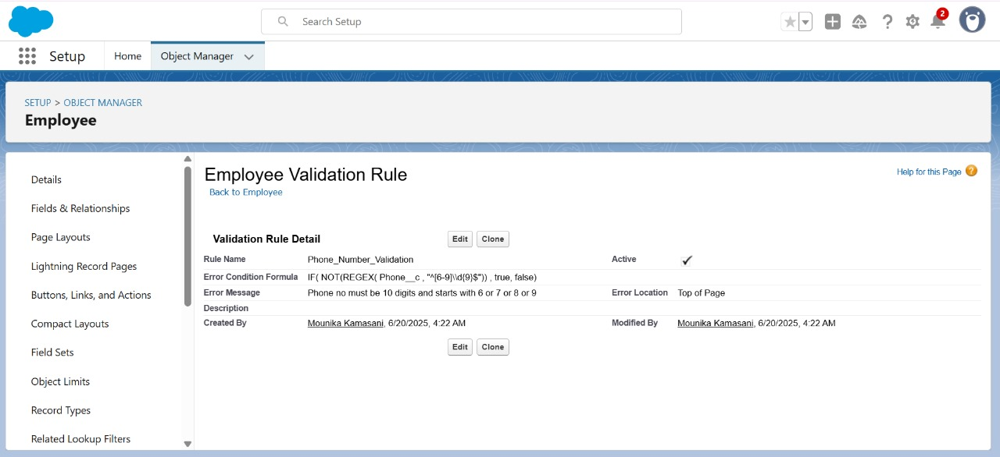 Search Setup
2
Setup Home Object Manager
SETUP > OBJECT MANAGER
Employee
Details
Fields & Relationships
Page Layouts
Lightning Record Pages
Buttons, Links, and Actions
Compact Layouts
Field Sets
Object Limits
Record Types
Related Lookup Filters
Employee Validation Rule
Help for this Page ?
Back to Employee
Validation Rule Detail Edit Clone
Rule Name Phone_Number_Validation Active
Error Condition Formula IF( NOT(REGEX( Phone__c , "^[6-9]\\d{9}$")) , true, false)
Error Message Phone no must be 10 digits and starts with 6 or 7 or 8 or 9 Error Location Top of Page
Description
Created By Mounika Kamasani, 6/20/2025, 4:22 AM Modified By Mounika Kamasani, 6/20/2025, 4:22 AM
Edit Clone